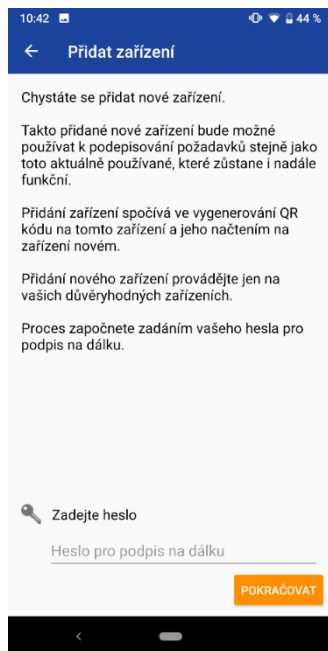 10:42
44 %
Přidat zařízení
Chystáte se přidat nové zařízení.
Takto přidané nové zařízení bude možné
používat k podepisování požadavků stejně jako
toto aktuálně používané, které zůstane i nadále
funkční.
Přidání zařízení spočívá ve vygenerování QR
kódu na tomto zařízení a jeho načtením na
zařízení novém.
Přidání nového zařízení provádějte jen na
vašich důvěryhodných zařízeních.
Proces započnete zadáním vašeho hesla pro
podpis na dálku.
Zadejte heslo
Heslo pro podpis na dálku
POKRAČOVAT